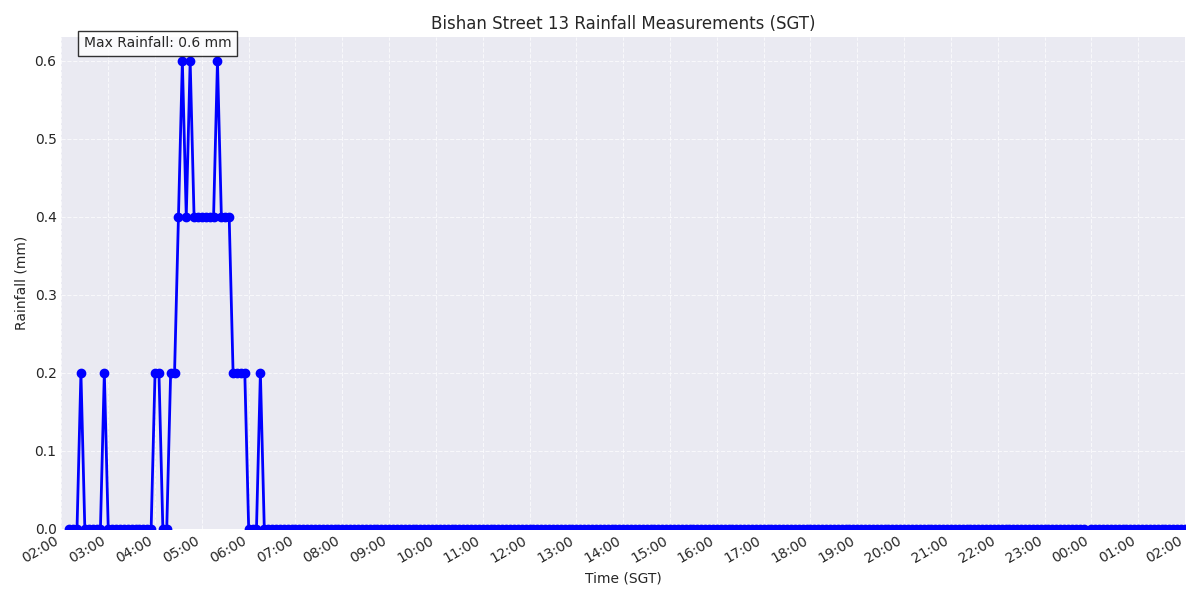 Bishan Street 13 Rainfall Measurements (SGT)
Max Rainfall: 0.6 mm
Rainfall (mm)
0.6
0.5
0.4
0.3
0.2
0.1
0.0
02:00 03:00 04:00 05:00 06:00 07:00 08:00 09:00 10:00 11:00 12:00 13:00 14:00 15:00 16:00 17:00 18:00 19:00 20:00 21:00 22:00 23:00 00:00 01:00 02:00
Time (SGT)